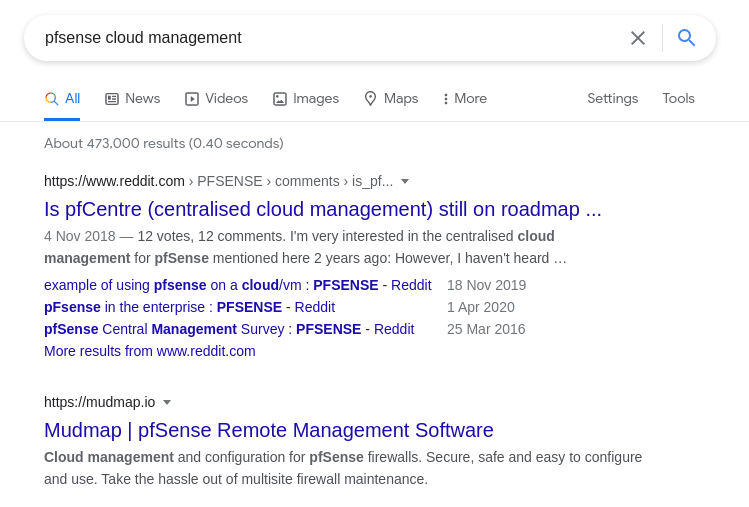 pfsense cloud management
All News Videos Images Maps More Settings Tools
About 473,000 results (0.40 seconds)
https://www.reddit.com › PFSENSE › comments › is_pf...
Is pfCentre (centralised cloud management) still on roadmap ...
4 Nov 2018 — 12 votes, 12 comments. I'm very interested in the centralised cloud
management for pfSense mentioned here 2 years ago: However, I haven't heard …
example of using pfsense on a cloud/vm : PFSENSE - Reddit 18 Nov 2019
pFsense in the enterprise : PFSENSE - Reddit 1 Apr 2020
pfSense Central Management Survey : PFSENSE - Reddit 25 Mar 2016
More results from www.reddit.com
https://mudmap.io
Mudmap | pfSense Remote Management Software
Cloud management and configuration for pfSense firewalls. Secure, safe and easy to configure
and use. Take the hassle out of multisite firewall maintenance.